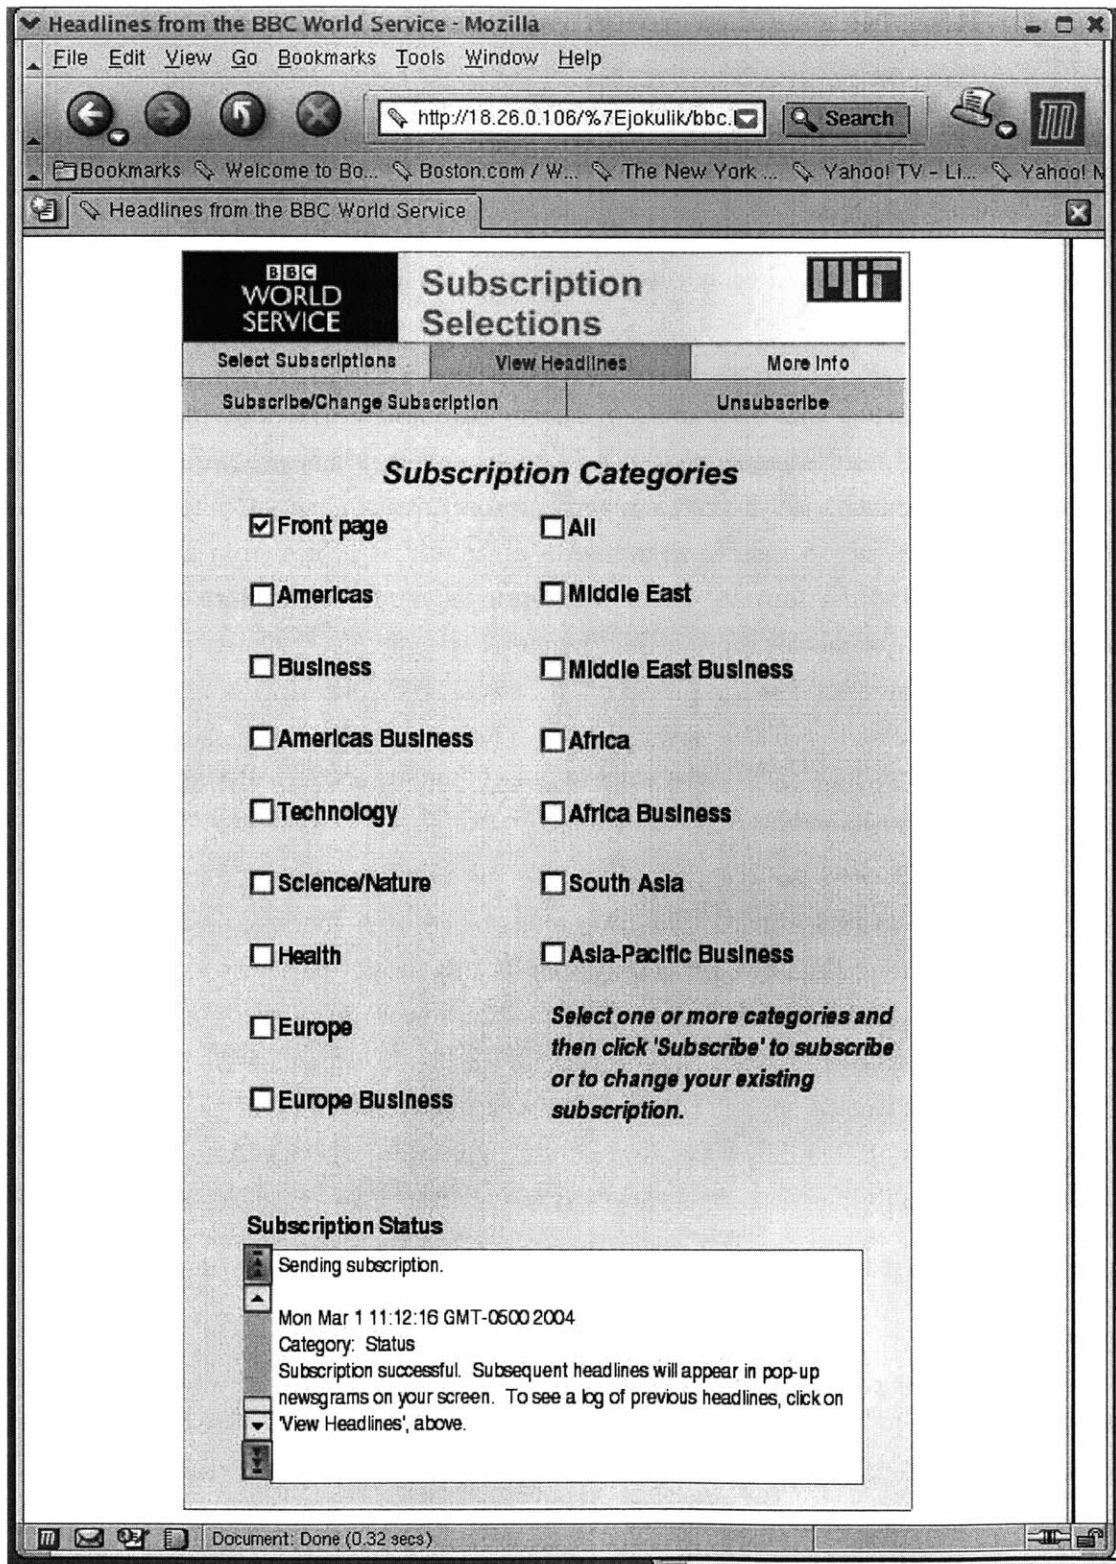 Headlines from the BBC World Service - Mozilla
File Edit View Go Bookmarks Tools Window Help
http://18.26.0.106/%7Ejokulik/bbc. Search
Bookmarks Welcome to Bo... Boston.com / W... The New York ... Yahoo! TV - Li... Yahoo! N
Headlines from the BBC World Service
BBC
WORLD
SERVICE
Subscription
Selections
MIT
Select Subscriptions View Headlines More Info
Subscribe/Change Subscription Unsubscribe
Subscription Categories
Front page All
Americas Middle East
Business Middle East Business
Americas Business Africa
Technology Africa Business
Science/Nature South Asia
Health Asia-Pacific Business
Europe
Europe Business
Select one or more categories and
then click 'Subscribe' to subscribe
or to change your existing
subscription.
Subscription Status
Sending subscription.
Mon Mar 1 11:12:16 GMT-0500 2004
Category: Status
Subscription successful. Subsequent headlines will appear in pop-up
newsgrams on your screen. To see a log of previous headlines, click on
'View Headlines', above.
Document: Done (0.32 secs)